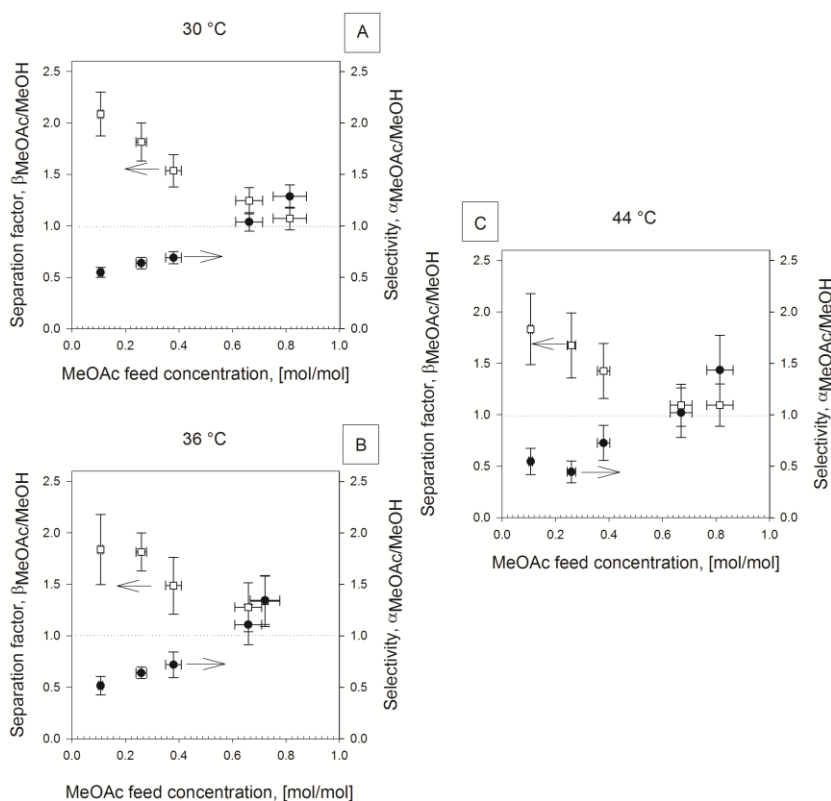 30 °C
A
Separation factor, βMeOAc/MeOH
2.5
2.0
1.5
1.0
0.5
0.0
2.5
2.0
1.5
1.0
0.5
0.0
Selectivity, αMeOAc/MeOH
0.0 0.2 0.4 0.6 0.8 1.0
MeOAc feed concentration, [mol/mol]
36 °C
B
Separation factor, βMeOAc/MeOH
2.5
2.0
1.5
1.0
0.5
0.0
2.5
2.0
1.5
1.0
0.5
0.0
Selectivity, αMeOAc/MeOH
0.0 0.2 0.4 0.6 0.8 1.0
MeOAc feed concentration, [mol/mol]
C
44 °C
Separation factor, βMeOAc/MeOH
2.5
2.0
1.5
1.0
0.5
0.0
2.5
2.0
1.5
1.0
0.5
0.0
Selectivity, αMeOAc/MeOH
0.0 0.2 0.4 0.6 0.8 1.0
MeOAc feed concentration, [mol/mol]